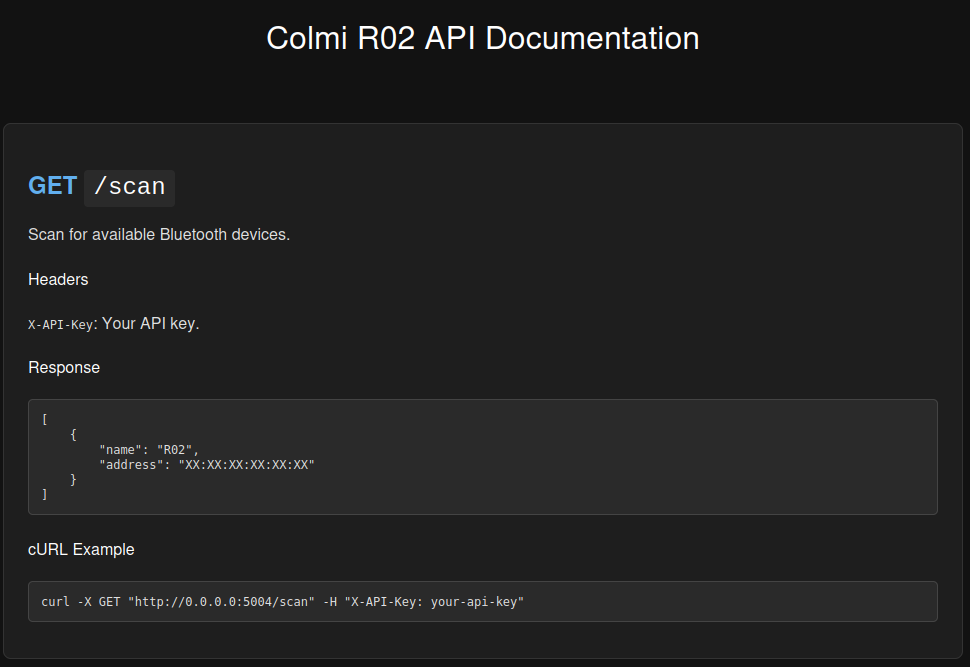 Colmi R02 API Documentation
GET /scan
Scan for available Bluetooth devices.
Headers
X-API-Key: Your API key.
Response
[
    {
        "name": "R02",
        "address": "XX:XX:XX:XX:XX:XX"
    }
]
cURL Example
curl -X GET "http://0.0.0.0:5004/scan" -H "X-API-Key: your-api-key"